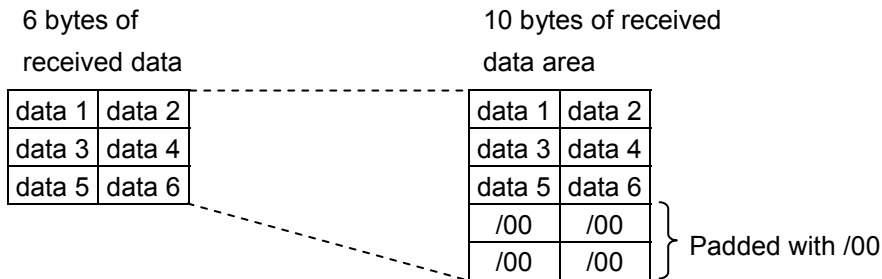 6 bytes of
received data
10 bytes of received
data area
data 1 data 2
data 3 data 4
data 5 data 6
data 1 data 2
data 3 data 4
data 5 data 6
/00 /00
/00 /00
Padded with /00